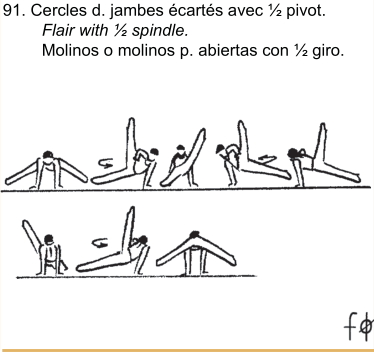 91. Cercles d. jambes écartés avec ½ pivot.
Flair with ½ spindle.
Molinos o molinos p. abiertas con ½ giro.